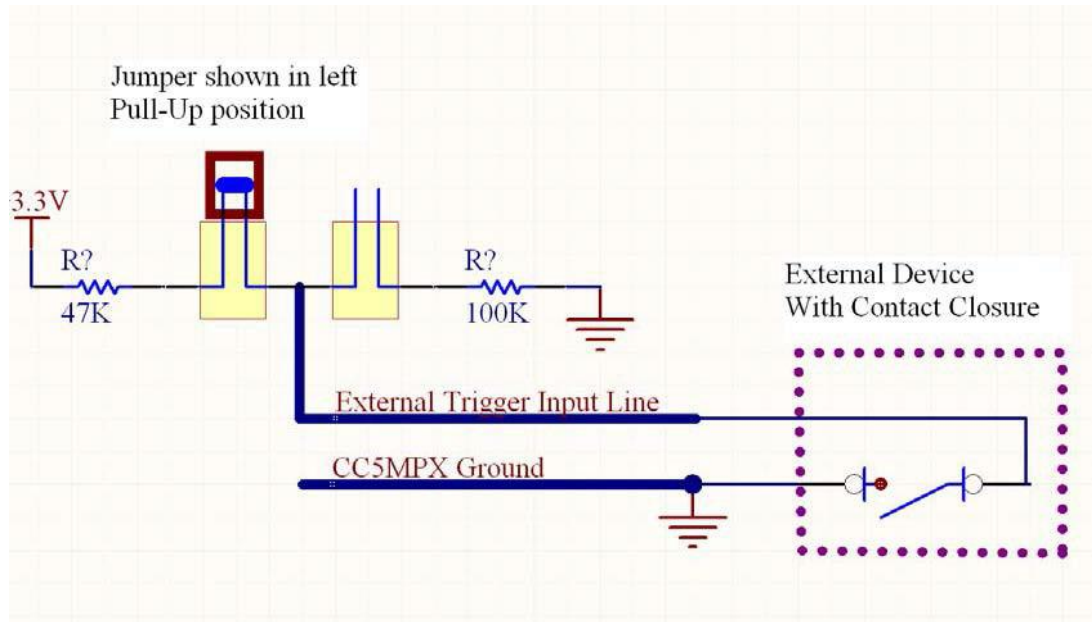 Jumper shown in left
Pull-Up position
3.3V
R?
47K
R?
100K
External Device
With Contact Closure
External Trigger Input Line
CC5MPX Ground